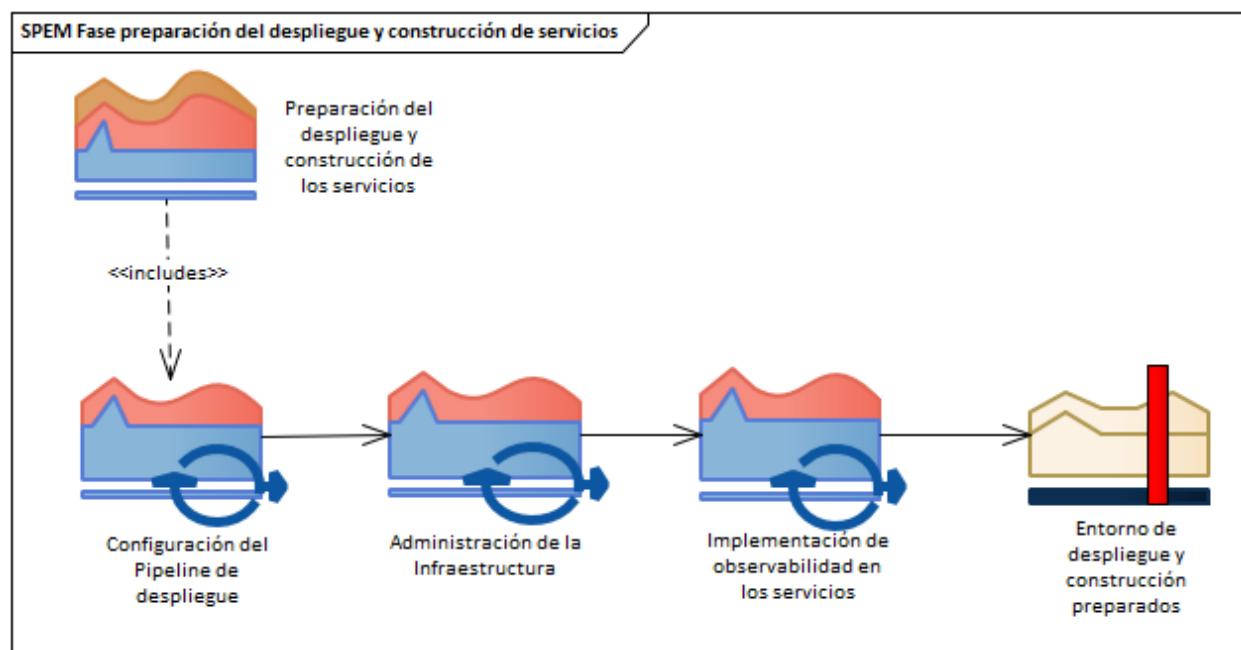 SPEM Fase preparación del despliegue y construcción de servicios
Preparación del
despliegue y
construcción de
los servicios
<<includes>>
Configuración del
Pipeline de
despliegue
Administración de la
Infraestructura
Implementación de
observabilidad en
los servicios
Entorno de
despliegue y
construcción
preparados